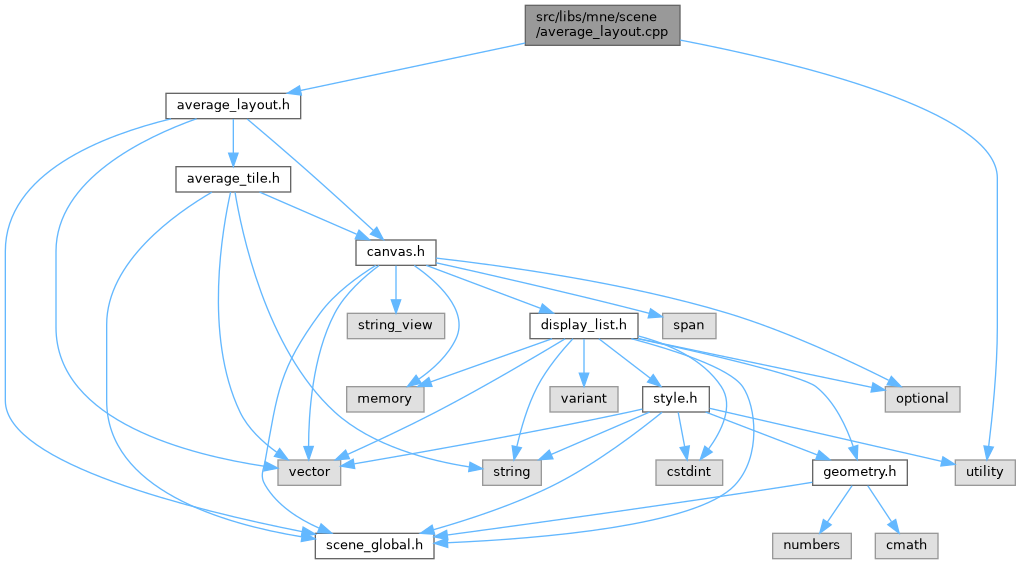 src/libs/mne/scene
/average_layout.cpp
average_layout.h
average_tile.h
canvas.h
string_view
display_list.h
span
memory
variant
style.h
optional
vector
string
cstdint
geometry.h
utility
scene_global.h
numbers
cmath